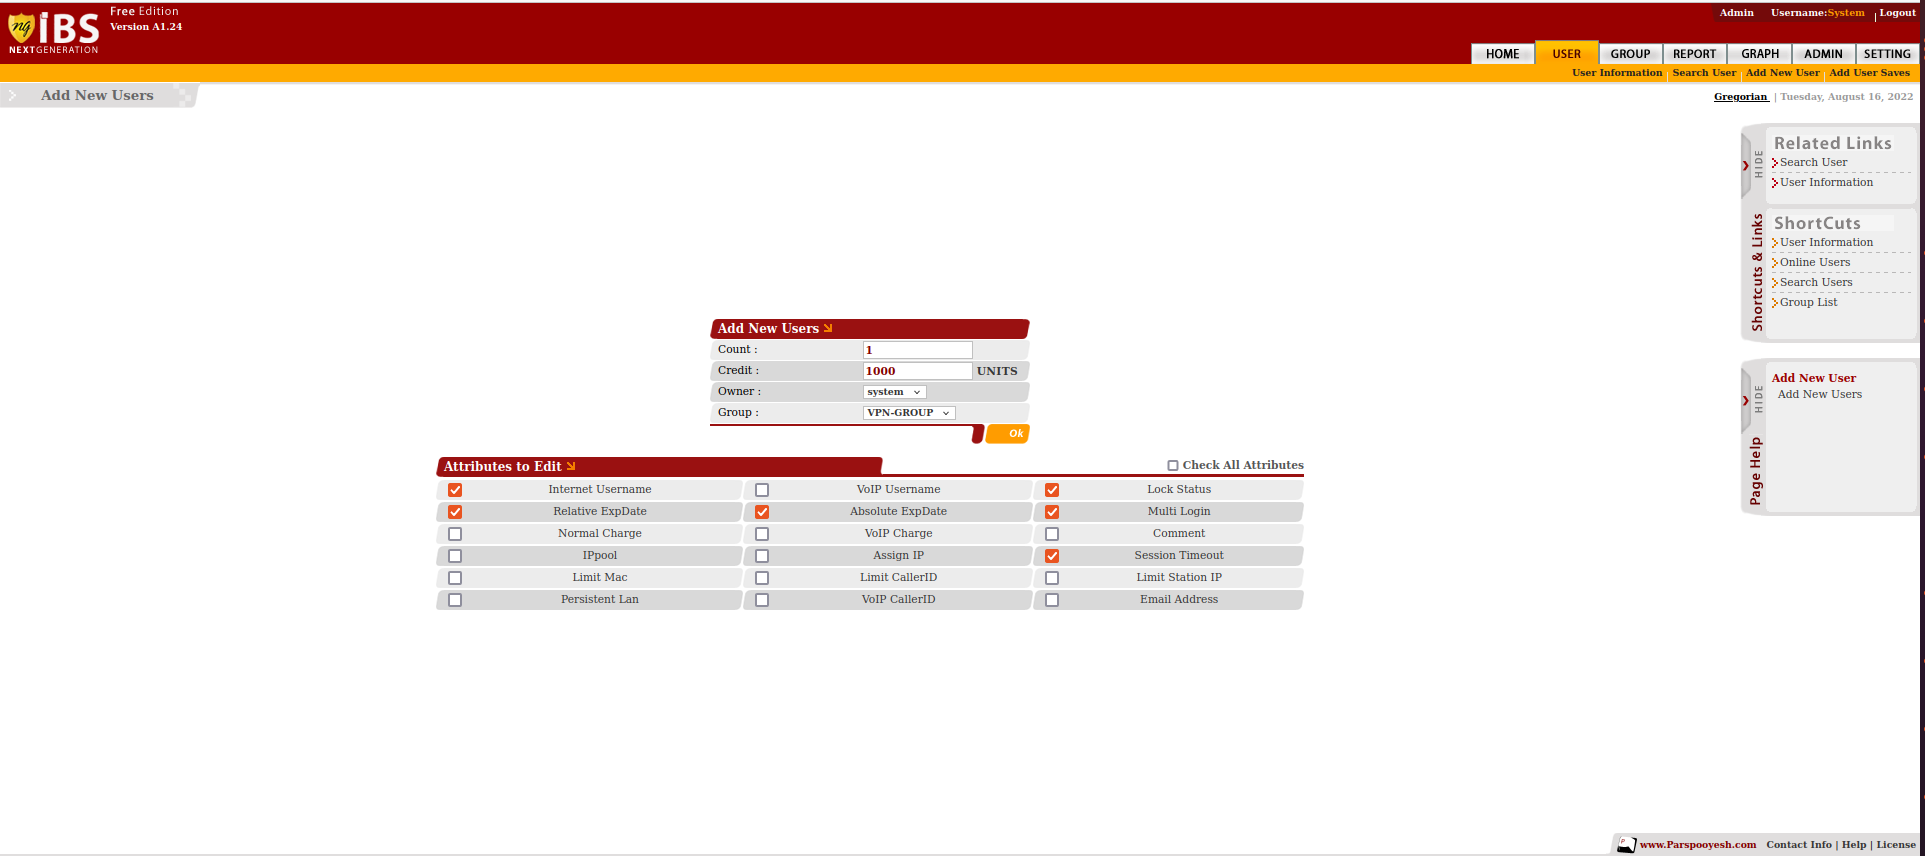 Free Edition
ng IBS
Version A1.24
NEXTGENERATION
Admin Username:System | Logout
HOME USER GROUP REPORT GRAPH ADMIN SETTING
User Information | Search User | Add New User | Add User Saves
Add New Users
Gregorian | Tuesday, August 16, 2022
HIDE
Related Links
Search User
User Information
Shortcuts & Links
ShortCuts
User Information
Online Users
Search Users
Group List
Add New Users
Count : 1
Credit : 1000 UNITS
Owner : system
Group : VPN-GROUP
Ok
HIDE
Page Help
Add New User
Add New Users
Attributes to Edit
Check All Attributes
Internet Username VoIP Username Lock Status
Relative ExpDate Absolute ExpDate Multi Login
Normal Charge VoIP Charge Comment
IPpool Assign IP Session Timeout
Limit Mac Limit CallerID Limit Station IP
Persistent Lan VoIP CallerID Email Address
www.Parspooyesh.com Contact Info | Help | License